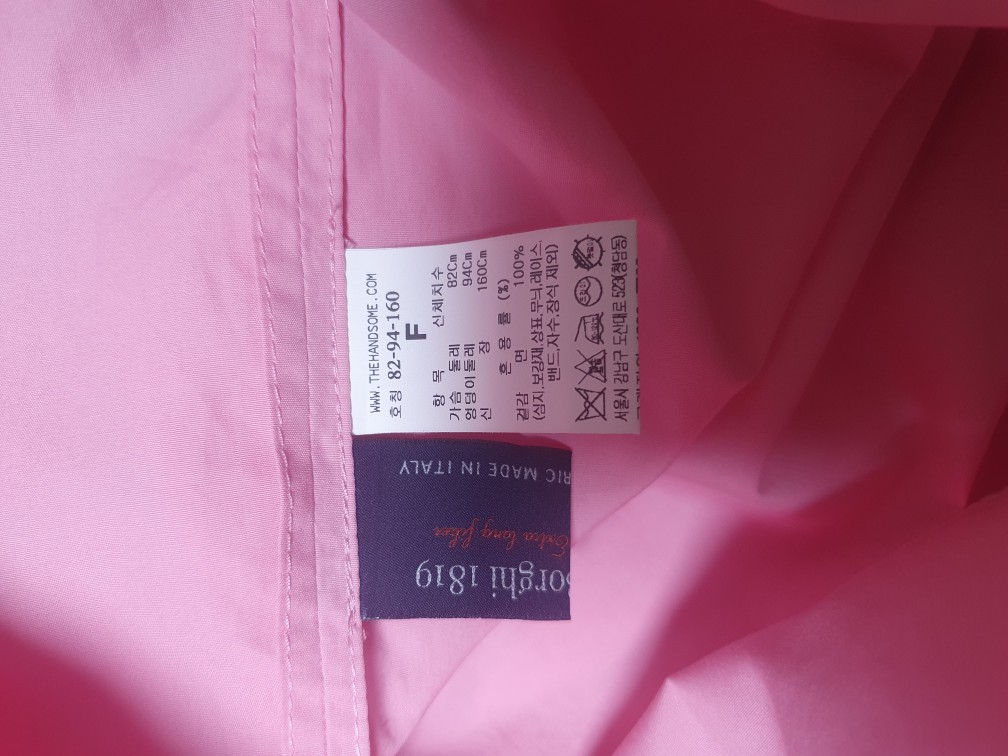 WWW.THEHANDSOME.COM
호칭 82-94-160
F
항 목 신체치수
가슴 둘레 82Cm
엉덩이둘레 94Cm
신 장 160Cm
혼 용 률 (%)
겉감 면 100%
(심지,보강재,상표,무늬,레이스,
밴드,자수,장식 제외)
서울시 강남구 도산대로 523(청담동)
RIC MADE IN ITALY
Extra long fiber
orghi 1819